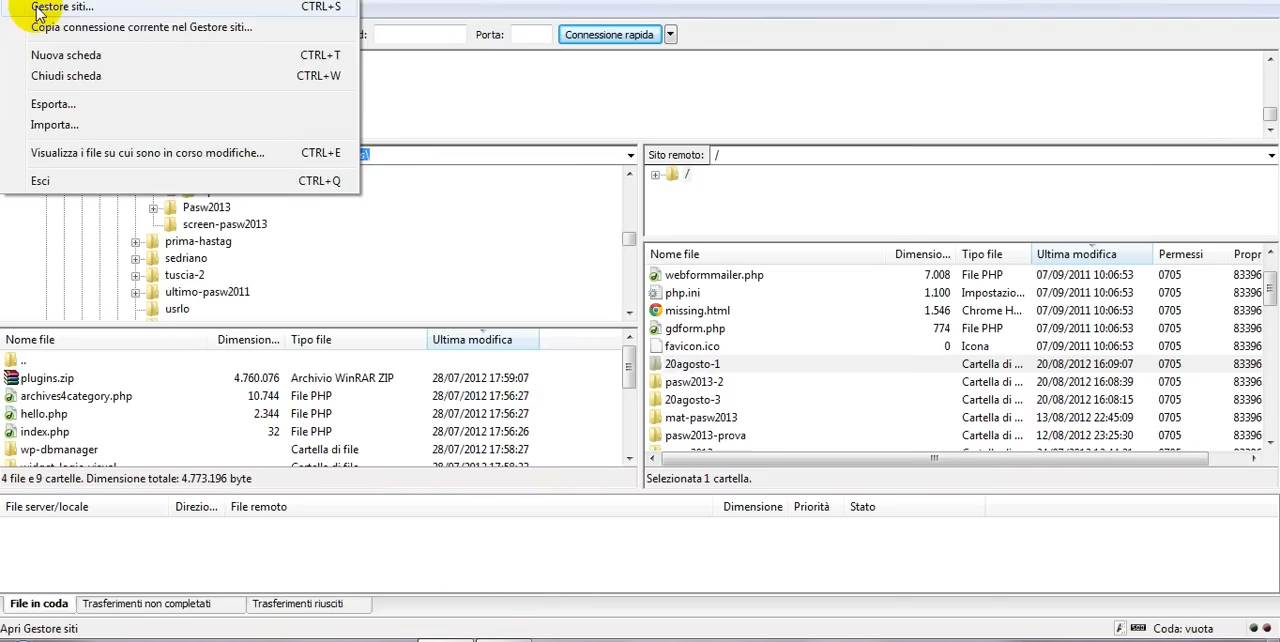 Gestore siti... CTRL+S
Copia connessione corrente nel Gestore siti...
Nuova scheda CTRL+T
Chiudi scheda CTRL+W
Esporta...
Importa...
Visualizza i file su cui sono in corso modifiche... CTRL+E
Esci CTRL+Q
Porta: Connessione rapida
Sito remoto: /
/
Pasw2013
screen-pasw2013
prima-hastag
sedriano
tuscia-2
ultimo-pasw2011
usrlo
Nome file Dimension... Tipo file Ultima modifica
..
plugins.zip 4.760.076 Archivio WinRAR ZIP 28/07/2012 17:59:07
archives4category.php 10.744 File PHP 28/07/2012 17:56:27
hello.php 2.344 File PHP 28/07/2012 17:56:27
index.php 32 File PHP 28/07/2012 17:56:26
wp-dbmanager Cartella di file 28/07/2012 17:58:27
4 file e 9 cartelle. Dimensione totale: 4.773.196 byte
Nome file Dimensio... Tipo file Ultima modifica Permessi Propr
webformmailer.php 7.008 File PHP 07/09/2011 10:06:53 0705 83396
php.ini 1.100 Impostazio... 07/09/2011 10:06:53 0705 83396
missing.html 1.546 Chrome H... 07/09/2011 10:06:53 0705 83396
gdform.php 774 File PHP 07/09/2011 10:06:53 0705 83396
favicon.ico 0 Icona 07/09/2011 10:06:53 0705 83396
20agosto-1 Cartella di ... 20/08/2012 16:09:07 0705 83396
pasw2013-2 Cartella di ... 20/08/2012 16:08:39 0705 83396
20agosto-3 Cartella di ... 20/08/2012 16:08:15 0705 83396
mat-pasw2013 Cartella di ... 13/08/2012 22:45:09 0705 83396
pasw2013-prova Cartella di ... 12/08/2012 23:25:30 0705 83396
Selezionata 1 cartella.
File server/locale Direzio... File remoto Dimensione Priorità Stato
File in coda Trasferimenti non completati Trasferimenti riusciti
Apri Gestore siti Coda: vuota